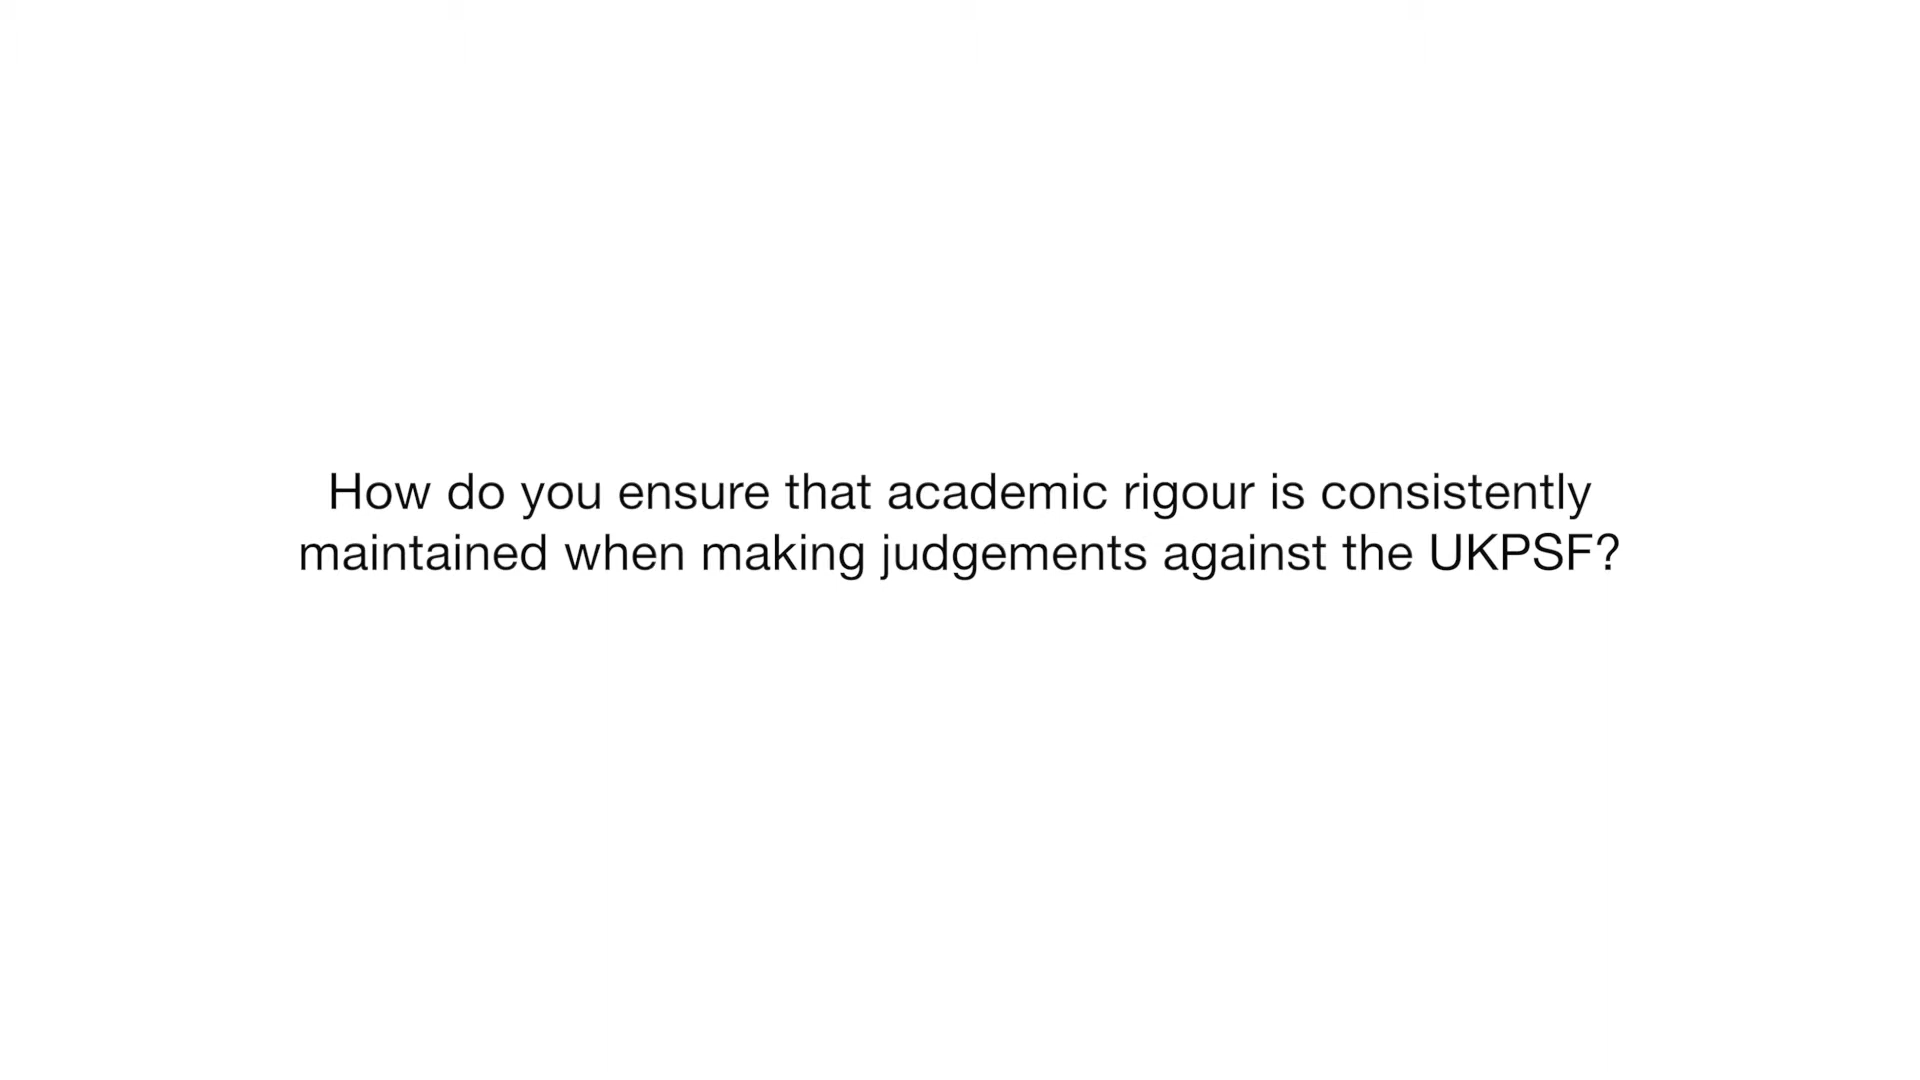 How do you ensure that academic rigour is consistently
maintained when making judgements against the UKPSF?